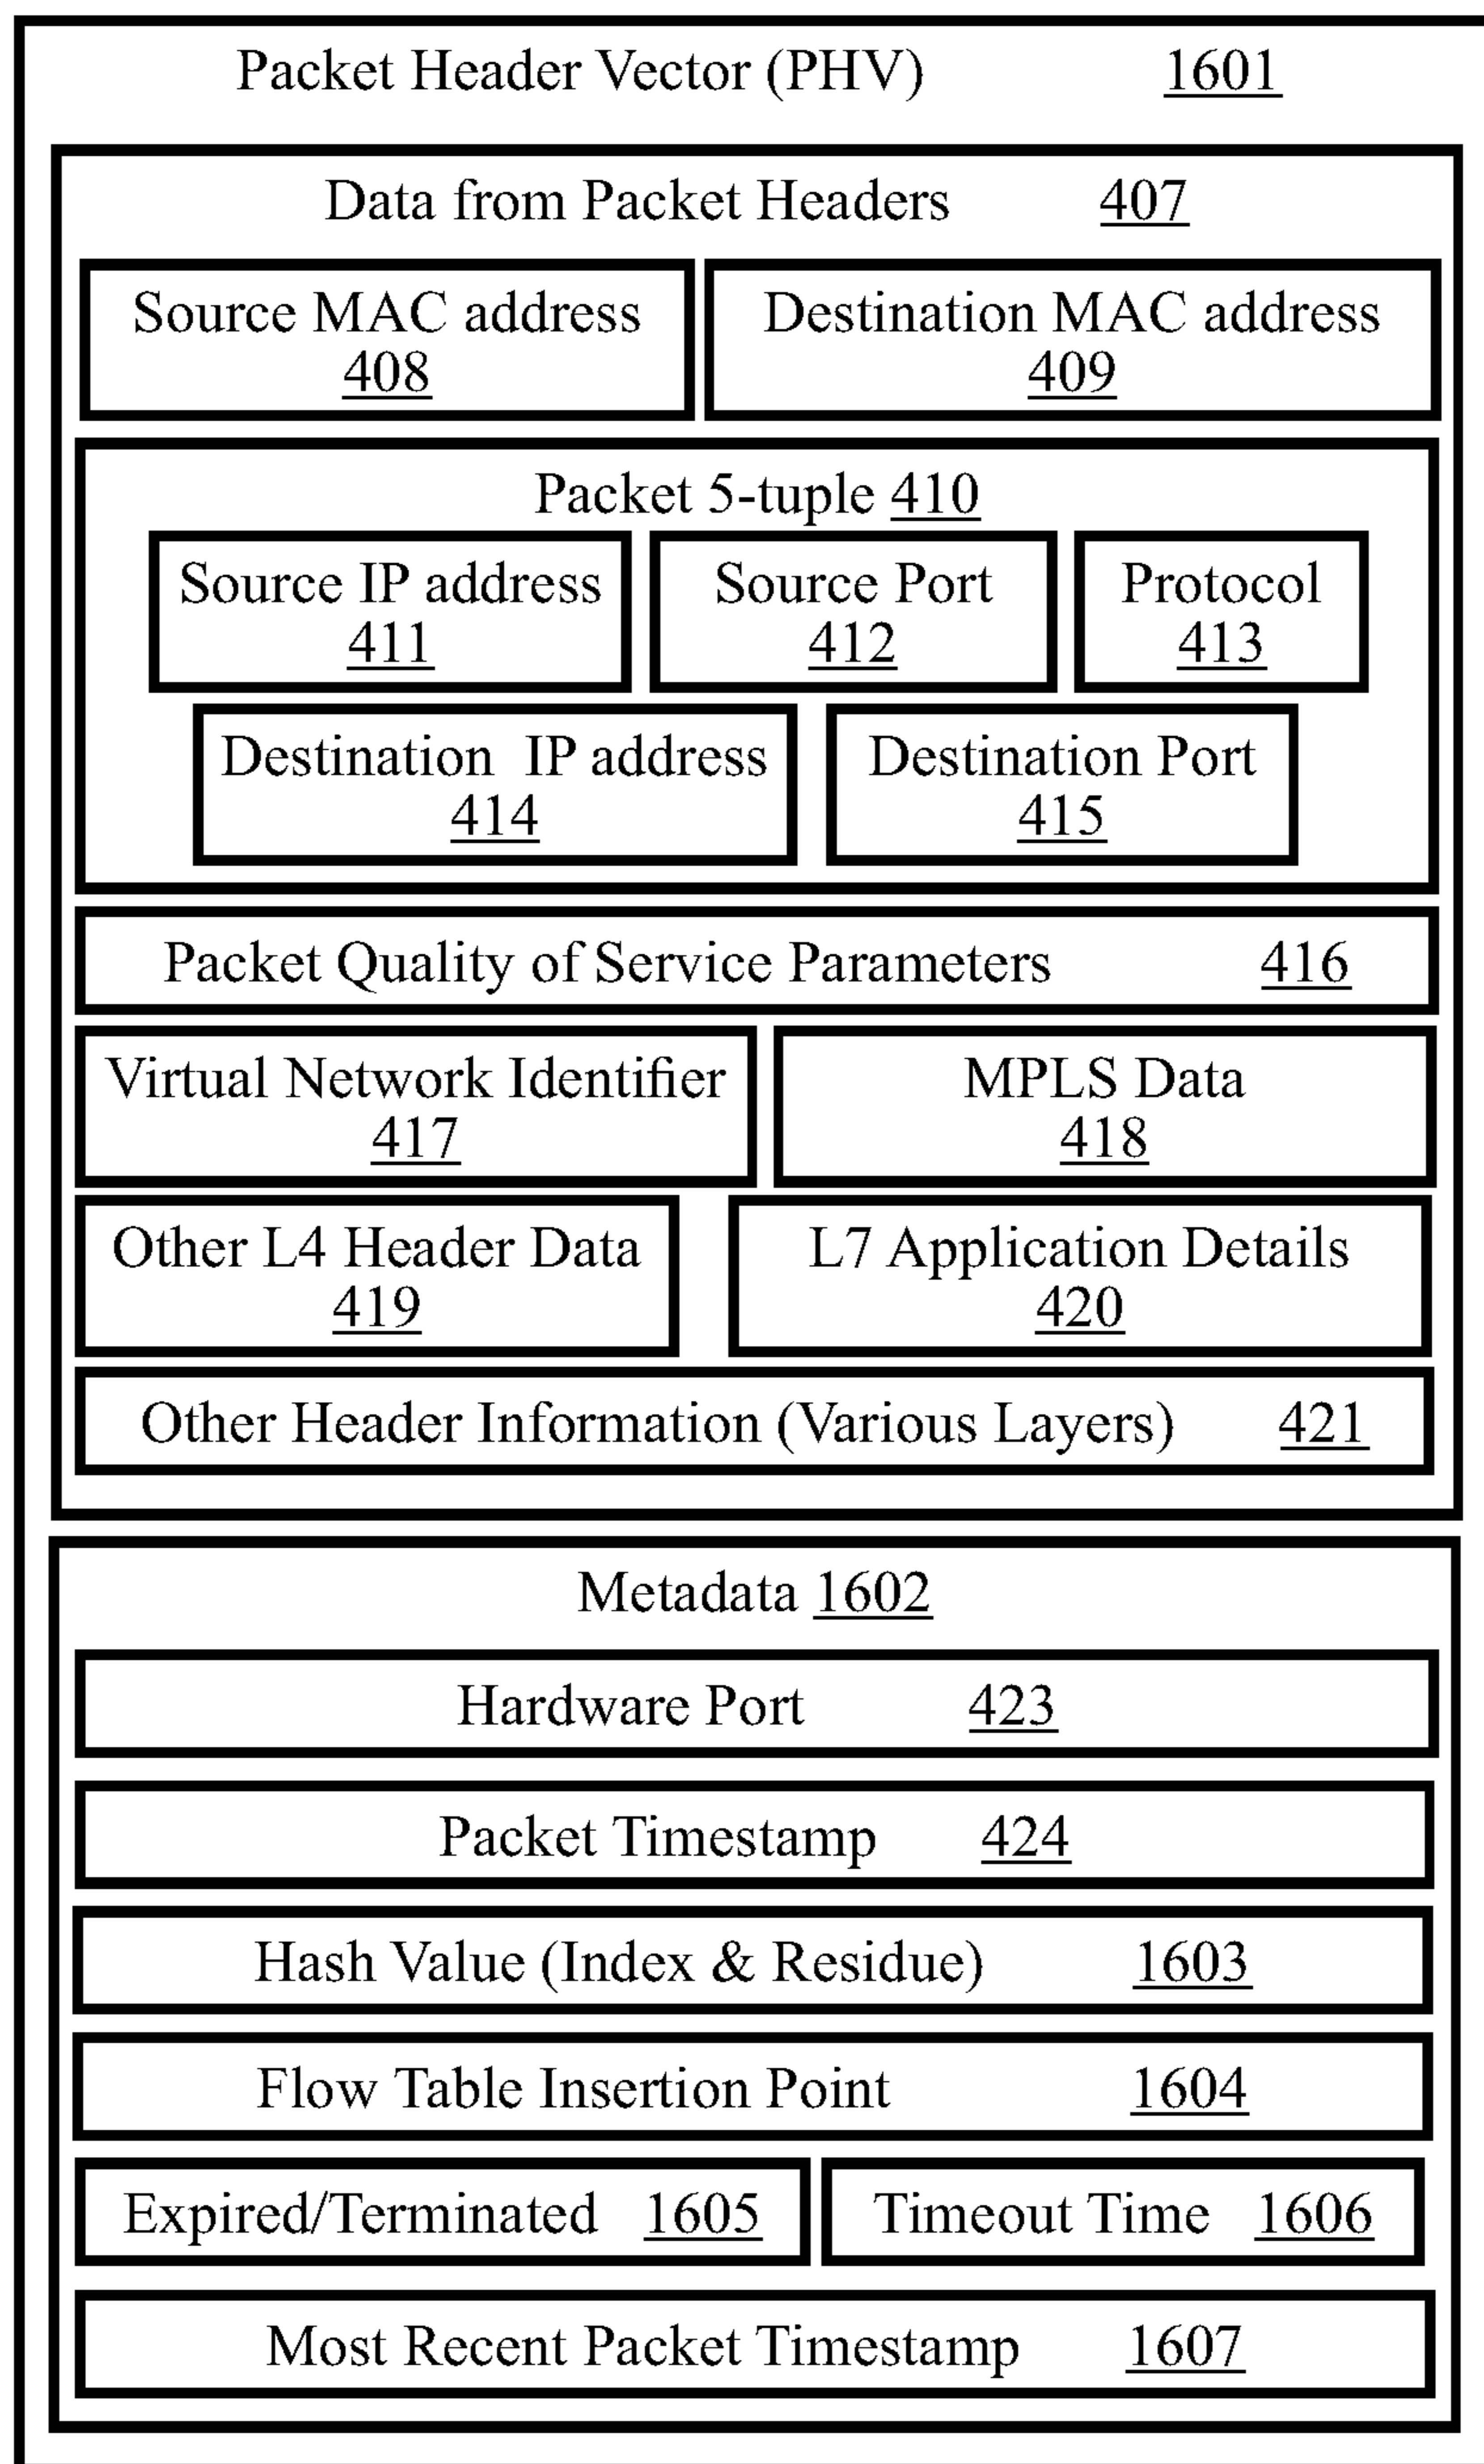 Packet Header Vector (PHV) 1601
Data from Packet Headers 407
Source MAC address
408
Destination MAC address
409
Packet 5-tuple 410
Source IP address
411
Source Port
412
Protocol
413
Destination IP address
414
Destination Port
415
Packet Quality of Service Parameters 416
Virtual Network Identifier
417
MPLS Data
418
Other L4 Header Data
419
L7 Application Details
420
Other Header Information (Various Layers) 421
Metadata 1602
Hardware Port 423
Packet Timestamp 424
Hash Value (Index & Residue) 1603
Flow Table Insertion Point 1604
Expired/Terminated 1605
Timeout Time 1606
Most Recent Packet Timestamp 1607